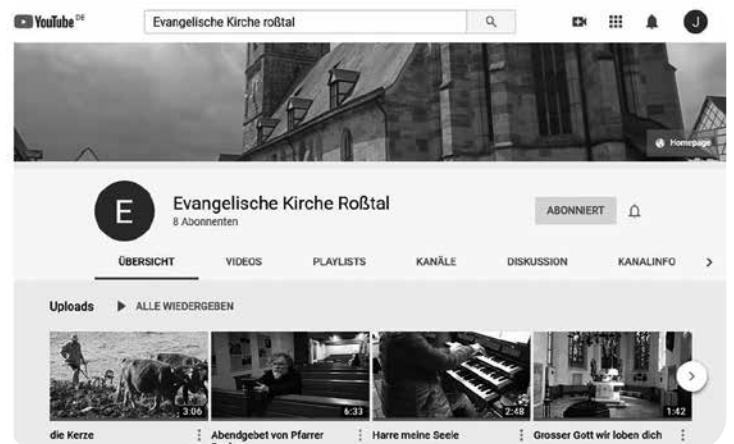 YouTube DE
Evangelische Kirche roßtal
J
Homepage
E
Evangelische Kirche Roßtal
8 Abonnenten
ABONNIERT
ÜBERSICHT VIDEOS PLAYLISTS KANÄLE DISKUSSION KANALINFO
Uploads ALLE WIEDERGEBEN
3:06 6:33 2:48 1:42
die Kerze Abendgebet von Pfarrer Harre meine Seele Grosser Gott wir loben dich